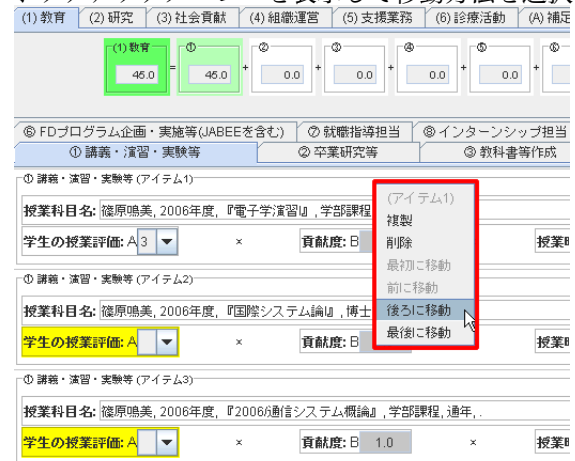 (1) 教育 (2) 研究 (3) 社会貢献 (4) 組織運営 (5) 支援業務 (6) 診療活動 (A) 補足
(1) 教育 ① ② ③ ④ ⑤ ⑥
45.0 = 45.0 + 0.0 + 0.0 + 0.0 + 0.0 +
⑥ FDプログラム企画・実施等(JABEEを含む) ⑦ 就職指導担当 ⑧ インターンシップ担当
① 講義・演習・実験等 ② 卒業研究等 ③ 教科書等作成
① 講義・演習・実験等 (アイテム1)
授業科目名: 篠原鳴美, 2006年度, 『電子学演習Ⅵ』, 学部課程
学生の授業評価: A 3 × 貢献度: B 授業
(アイテム1)
複製
削除
最初に移動
前に移動
後ろに移動
最後に移動
① 講義・演習・実験等 (アイテム2)
授業科目名: 篠原鳴美, 2006年度, 『国際システム論Ⅵ』, 博士
学生の授業評価: A × 貢献度: B 授業
① 講義・演習・実験等 (アイテム3)
授業科目名: 篠原鳴美, 2006年度, 『2006/通信システム概論』, 学部課程, 通年, .
学生の授業評価: A × 貢献度: B 1.0 × 授業